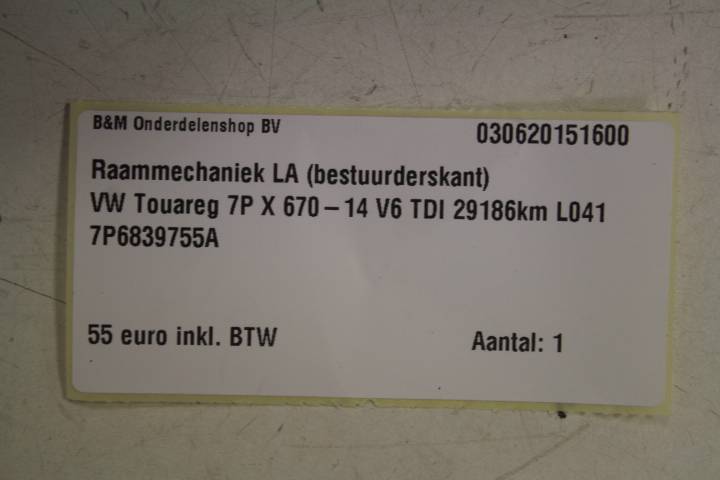 B&M Onderdelenshop BV 030620151600
Raammechaniek LA (bestuurderskant)
VW Touareg 7P X 670-14 V6 TDI 29186km L041
7P6839755A
55 euro inkl. BTW Aantal: 1